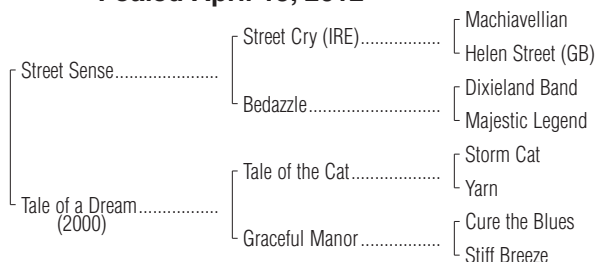 Foaled April 13, 2012
Machiavellian
Street Cry (IRE)
Helen Street (GB)
Street Sense
Dixieland Band
Bedazzle
Majestic Legend
Storm Cat
Tale of the Cat
Yarn
Tale of a Dream
(2000)
Cure the Blues
Graceful Manor
Stiff Breeze